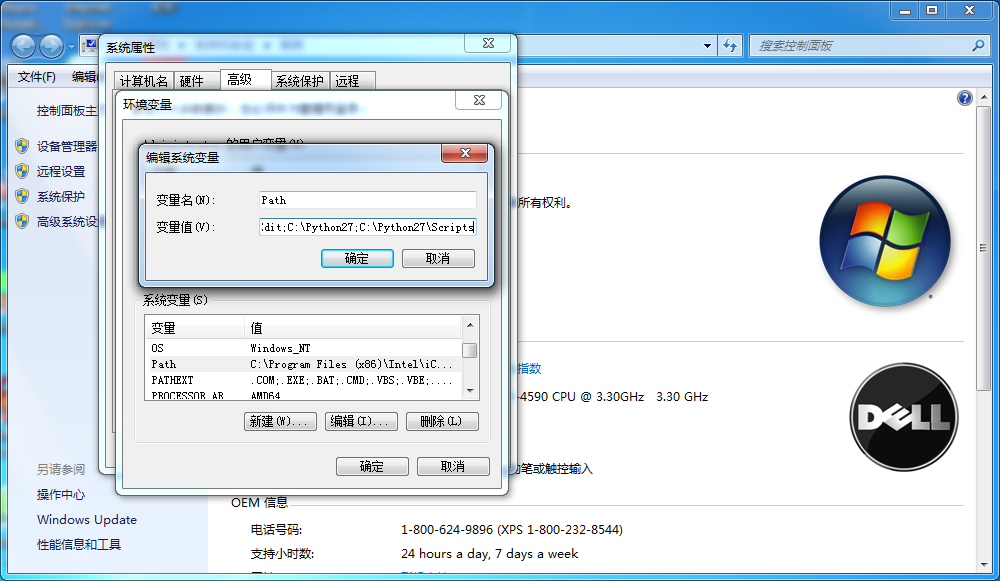 系统属性
搜索控制面板
文件(F) 编辑
计算机名 硬件 高级 系统保护 远程
控制面板主
环境变量
设备管理器
远程设置
系统保护
高级系统设
编辑系统变量
变量名(N): Path
变量值(V): dit;C:\Python27;C:\Python27\Scripts
确定 取消
所有权利。
系统变量(S)
变量 值
OS Windows_NT
Path C:\Program Files (x86)\Intel\iC...
PATHEXT .COM;.EXE;.BAT;.CMD;.VBS;.VBE;....
PROCESSOR_AR AMD64
新建(W)... 编辑(I)... 删除(L)
确定 取消
指数
-4590 CPU @ 3.30GHz 3.30 GHz
DELL
笔或触控输入
另请参阅
操作中心
Windows Update
性能信息和工具
OEM 信息
电话号码: 1-800-624-9896 (XPS 1-800-232-8544)
支持小时数: 24 hours a day, 7 days a week